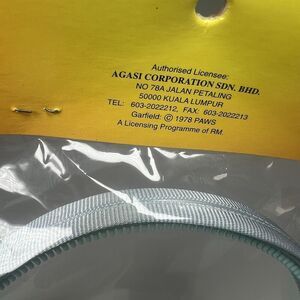 Authorised Licensee:
AGASI CORPORATION SDN. BHD.
NO 78A JALAN PETALING
50000 KUALA LUMPUR
TEL: 603-2022212, FAX: 603-2022213
Garfield: © 1978 PAWS
A Licensing Programme of RM.